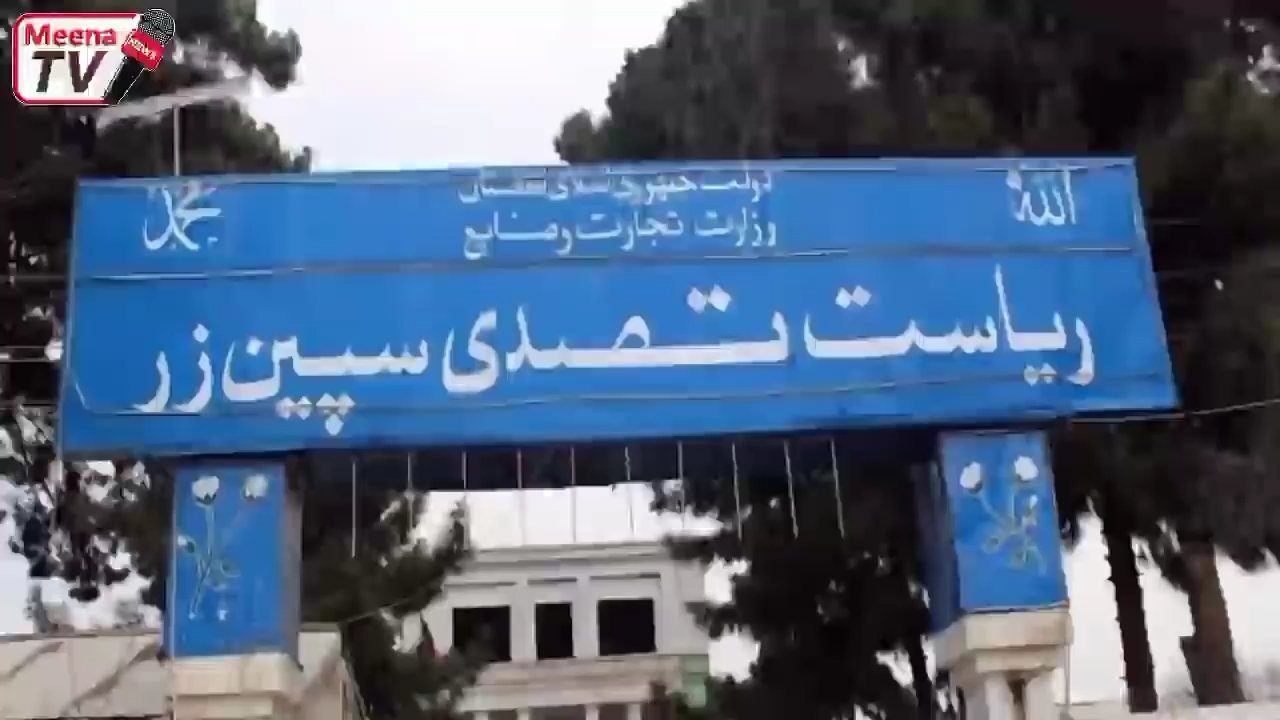 Meena
TV
NEWS
الله
محمد
دولت جمهوری اسلامی افغانستان
وزارت تجارت و صنایع
ریاست تصدی سپین زر